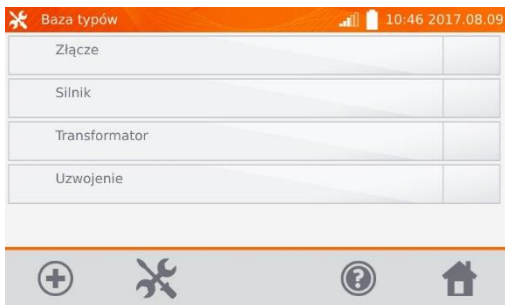 Baza typów 10:46 2017.08.09
Złącze
Silnik
Transformator
Uzwojenie